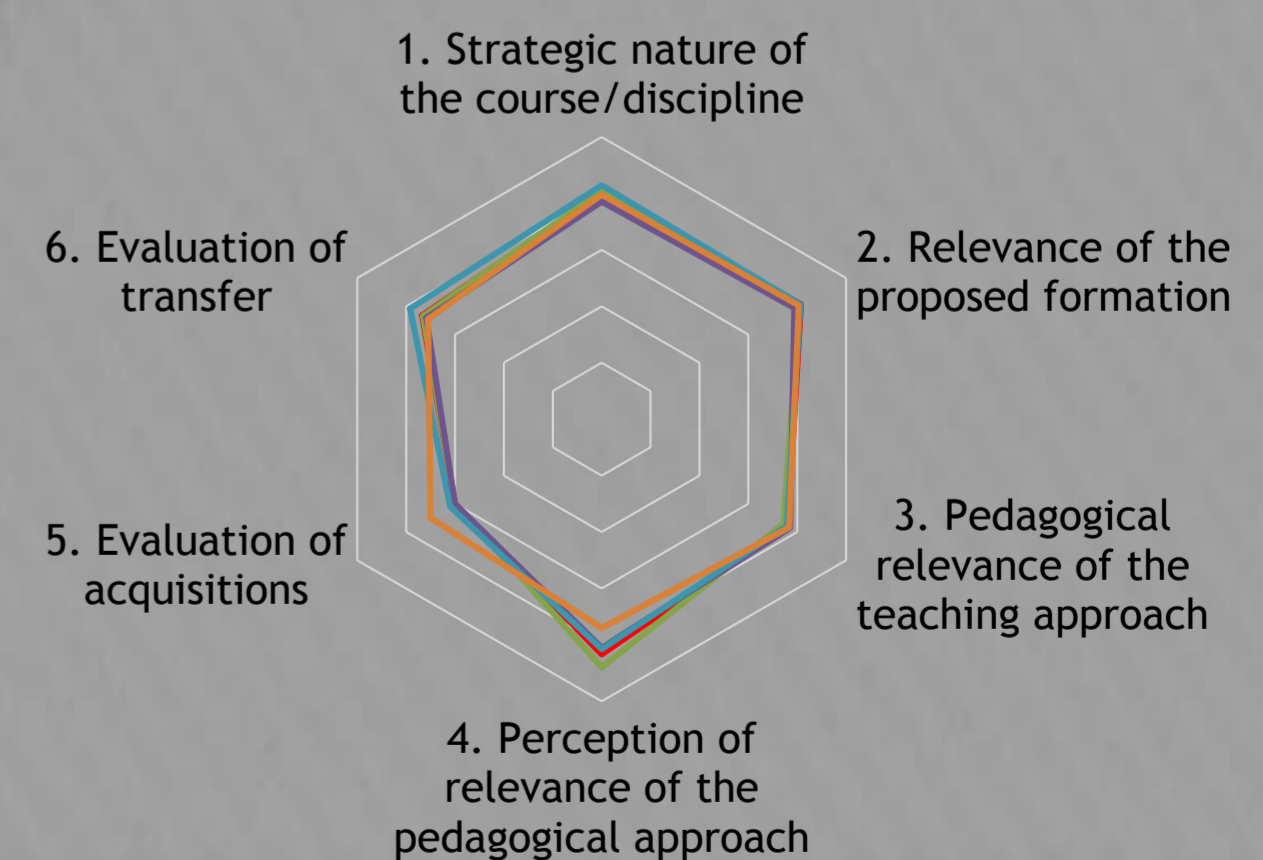 1. Strategic nature of
the course/discipline
2. Relevance of the
proposed formation
3. Pedagogical
relevance of the
teaching approach
4. Perception of
relevance of the
pedagogical approach
5. Evaluation of
acquisitions
6. Evaluation of
transfer